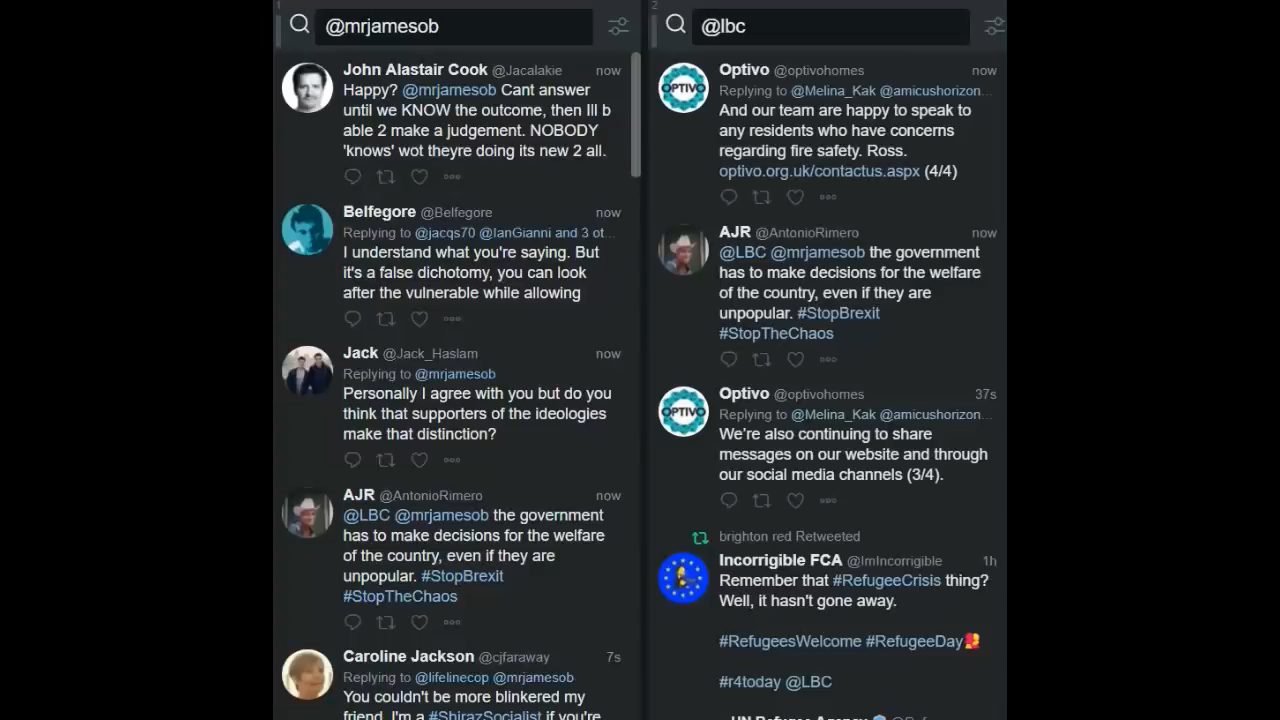 1
@mrjamesob
John Alastair Cook @Jacalakie now
Happy? @mrjamesob Cant answer
until we KNOW the outcome, then Ill b
able 2 make a judgement. NOBODY
'knows' wot theyre doing its new 2 all.
Belfegore @Belfegore now
Replying to @jacqs70 @IanGianni and 3 ot...
I understand what you're saying. But
it's a false dichotomy, you can look
after the vulnerable while allowing
Jack @Jack_Haslam now
Replying to @mrjamesob
Personally I agree with you but do you
think that supporters of the ideologies
make that distinction?
AJR @AntonioRimero now
@LBC @mrjamesob the government
has to make decisions for the welfare
of the country, even if they are
unpopular. #StopBrexit
#StopTheChaos
Caroline Jackson @cjfaraway 7s
Replying to @lifelinecop @mrjamesob
You couldn't be more blinkered my
friend. I'm a #ShirazSocialist if you're
2
@lbc
OPTIVO
Optivo @optivohomes now
Replying to @Melina_Kak @amicushorizon...
And our team are happy to speak to
any residents who have concerns
regarding fire safety. Ross.
optivo.org.uk/contactus.aspx (4/4)
AJR @AntonioRimero now
@LBC @mrjamesob the government
has to make decisions for the welfare
of the country, even if they are
unpopular. #StopBrexit
#StopTheChaos
OPTIVO
Optivo @optivohomes 37s
Replying to @Melina_Kak @amicushorizon...
We're also continuing to share
messages on our website and through
our social media channels (3/4).
brighton red Retweeted
Incorrigible FCA @ImIncorrigible 1h
Remember that #RefugeeCrisis thing?
Well, it hasn't gone away.
#RefugeesWelcome #RefugeeDay
#r4today @LBC
UN Refugee Agency